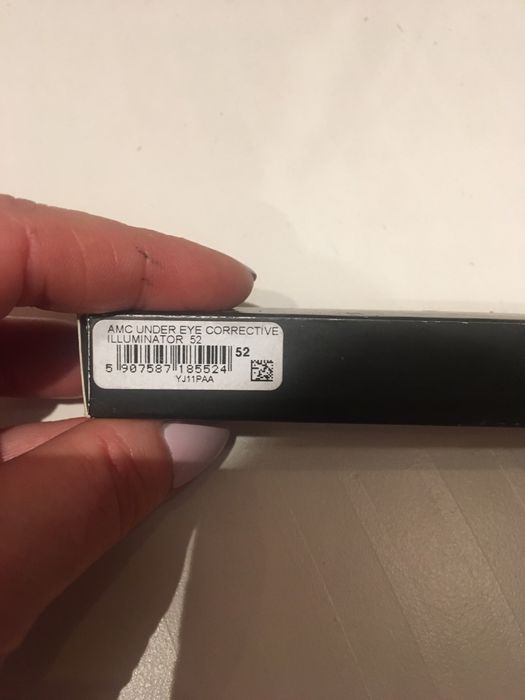 AMC UNDER EYE CORRECTIVE
ILLUMINATOR 52
52
5 907587 185524
YJ11PAA